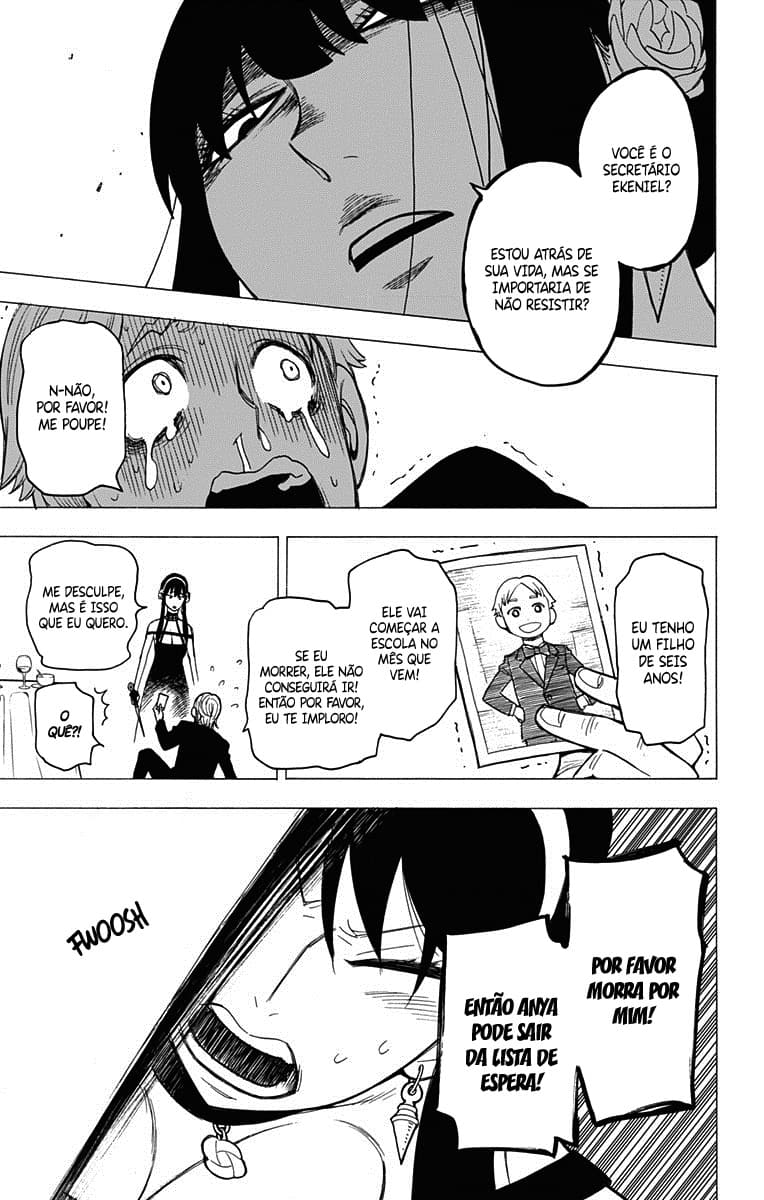 VOCÊ É O
SECRETÁRIO
EKENIEL?
ESTOU ATRÁS DE
SUA VIDA, MAS SE
IMPORTARIA DE
NÃO RESISTIR?
N-NÃO,
POR FAVOR!
ME POUPE!
EU TENHO
UM FILHO
DE SEIS
ANOS!
ELE VAI
COMEÇAR A
ESCOLA NO
MÊS QUE
VEM!
SE EU
MORRER, ELE NÃO
CONSEGUIRÁ IR!
ENTÃO POR FAVOR,
EU TE IMPLORO!
ME DESCULPE,
MAS É ISSO
QUE EU QUERO.
O
QUÊ?!
POR FAVOR
MORRA POR
MIM!
ENTÃO ANYA
PODE SAIR
DA LISTA DE
ESPERA!
FWOOSH